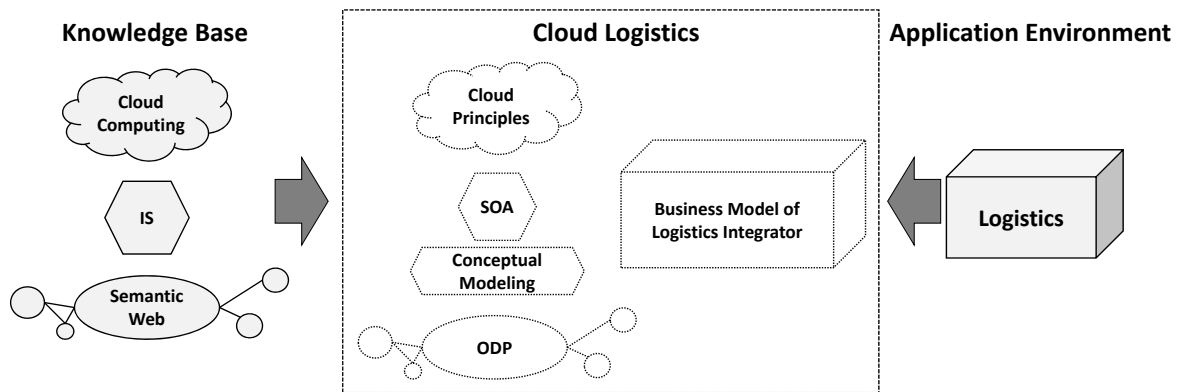 Knowledge Base
Cloud
Computing
IS
Semantic
Web
Cloud Logistics
Cloud
Principles
SOA
Conceptual
Modeling
ODP
Business Model of
Logistics Integrator
Application Environment
Logistics